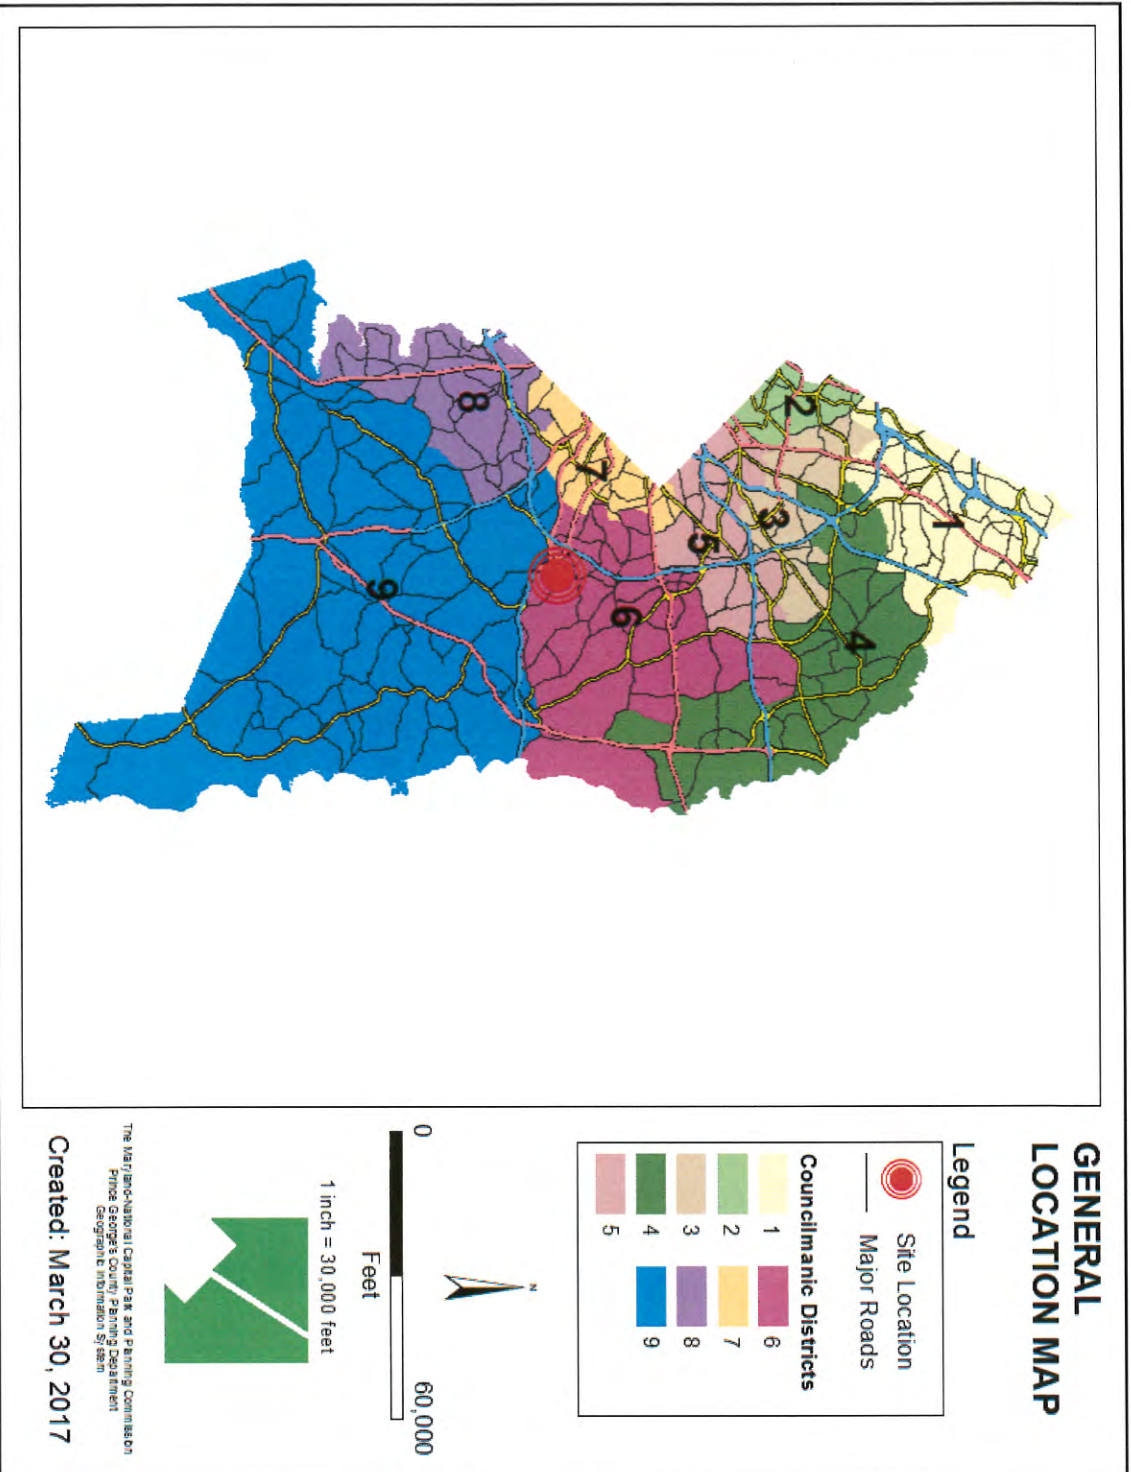 GENERAL
LOCATION MAP
Legend
Site Location
Major Roads
Councilmanic Districts
1
2
3
4
5
6
7
8
9
N
0
60,000
Feet
1 inch = 30,000 feet
The Maryland-National Capital Park and Planning Commission
Prince George's County Planning Department
Geographic Information System
Created: March 30, 2017
1
2
3
4
5
6
7
8
9